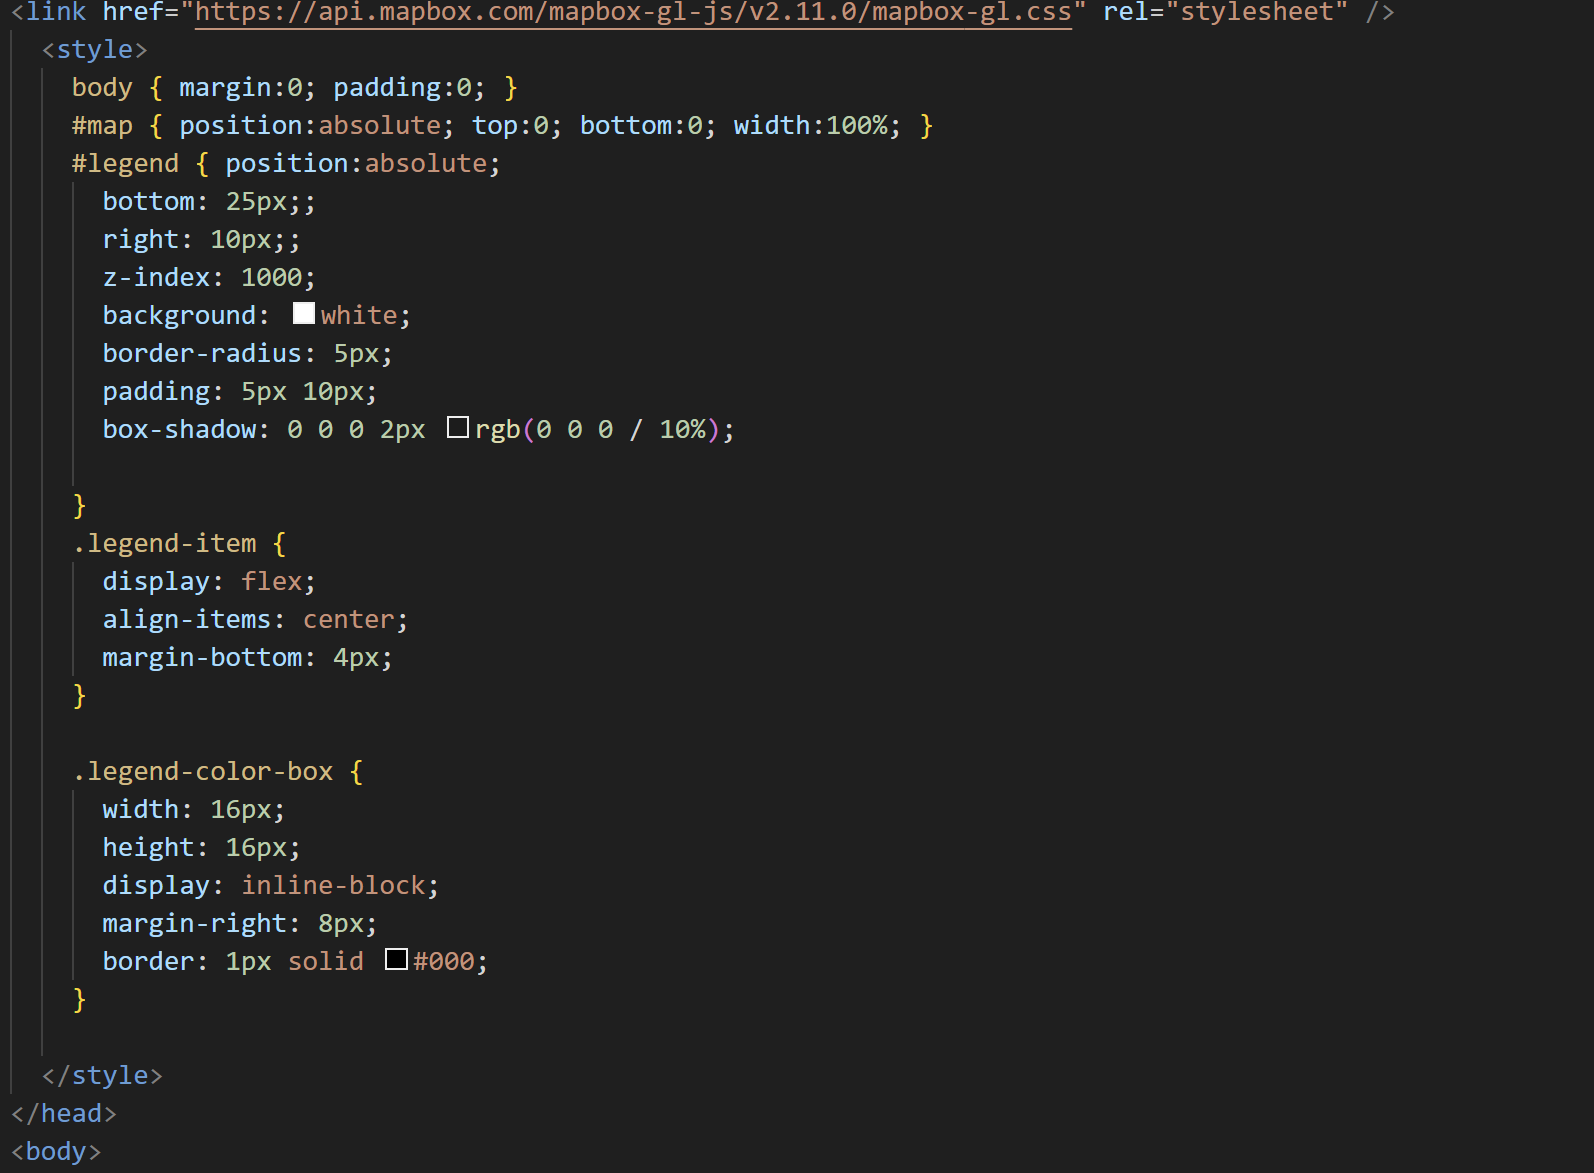 <link href="https://api.mapbox.com/mapbox-gl-js/v2.11.0/mapbox-gl.css" rel="stylesheet" />
<style>
body { margin:0; padding:0; }
#map { position:absolute; top:0; bottom:0; width:100%; }
#legend { position:absolute;
bottom: 25px;;
right: 10px;;
z-index: 1000;
background: white;
border-radius: 5px;
padding: 5px 10px;
box-shadow: 0 0 0 2px rgb(0 0 0 / 10%);
}
.legend-item {
display: flex;
align-items: center;
margin-bottom: 4px;
}
.legend-color-box {
width: 16px;
height: 16px;
display: inline-block;
margin-right: 8px;
border: 1px solid #000;
}
</style>
</head>
<body>